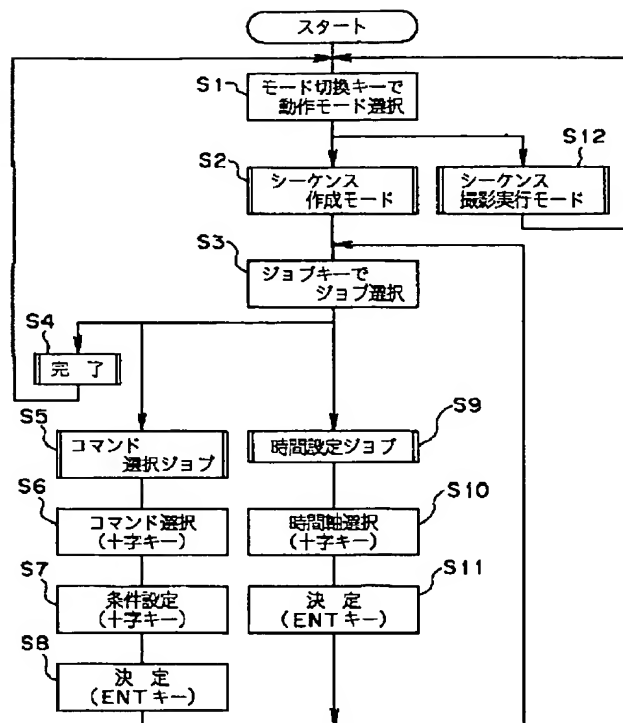 スタート
S1
モード切換キーで
動作モード選択
S2
シーケンス
作成モード
S12
シーケンス
撮影実行モード
S3
ジョブキーで
ジョブ選択
S4
完 了
S5
コマンド
選択ジョブ
S9
時間設定ジョブ
S6
コマンド選択
(十字キー)
S10
時間軸選択
(十字キー)
S7
条件設定
(十字キー)
S11
決 定
(ENTキー)
S8
決 定
(ENTキー)